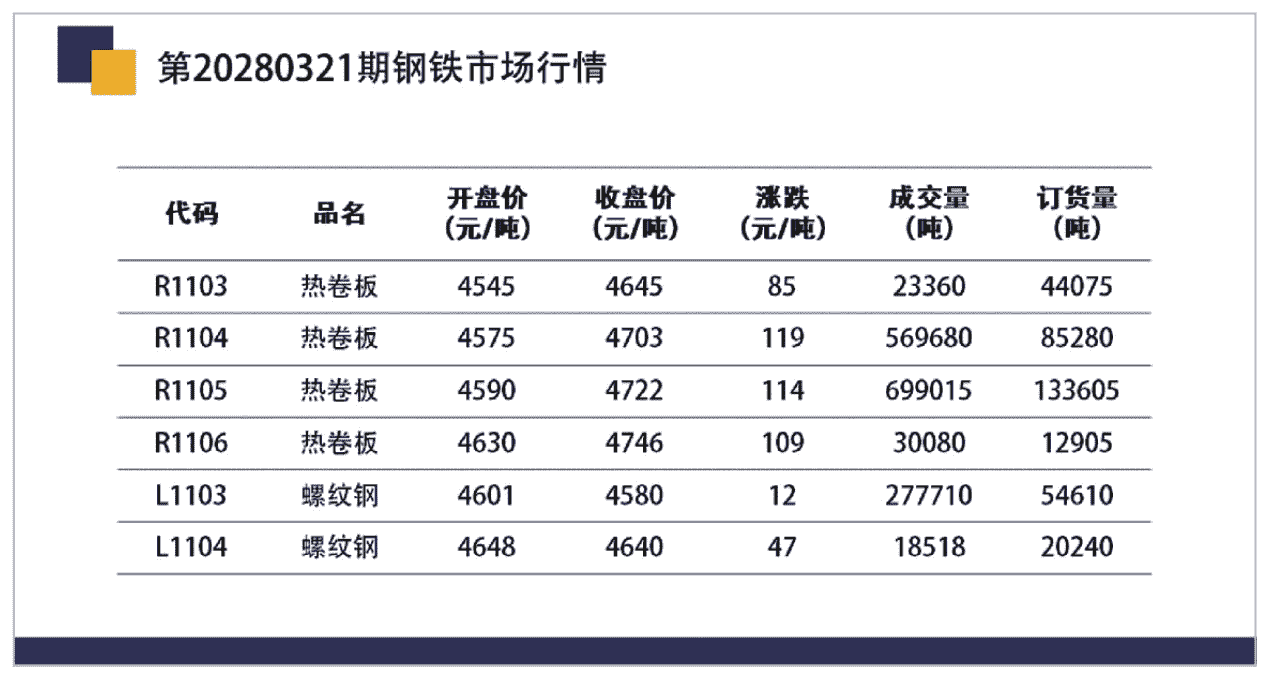 第20280321期钢铁市场行情
代码 品名 开盘价(元/吨) 收盘价(元/吨) 涨跌(元/吨) 成交量(吨) 订货量(吨)
R1103 热卷板 4545 4645 85 23360 44075
R1104 热卷板 4575 4703 119 569680 85280
R1105 热卷板 4590 4722 114 699015 133605
R1106 热卷板 4630 4746 109 30080 12905
L1103 螺纹钢 4601 4580 12 277710 54610
L1104 螺纹钢 4648 4640 47 18518 20240